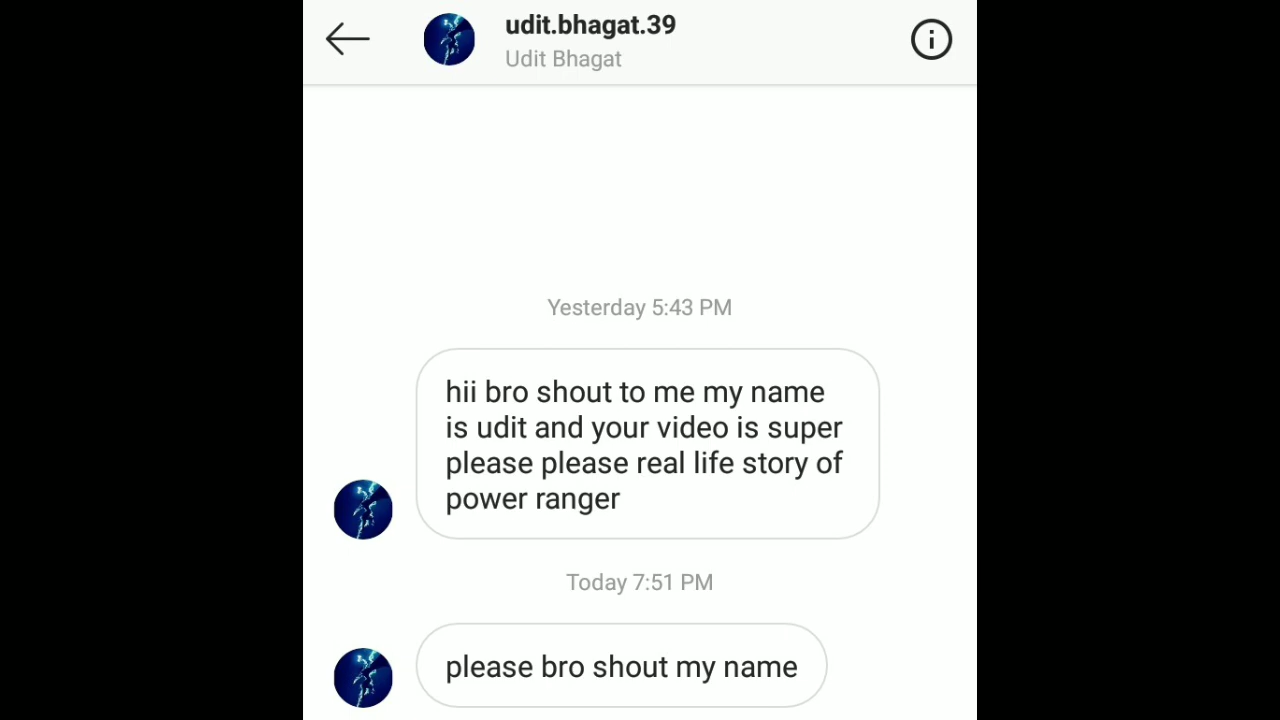 udit.bhagat.39
Udit Bhagat
Yesterday 5:43 PM
hii bro shout to me my name
is udit and your video is super
please please real life story of
power ranger
Today 7:51 PM
please bro shout my name